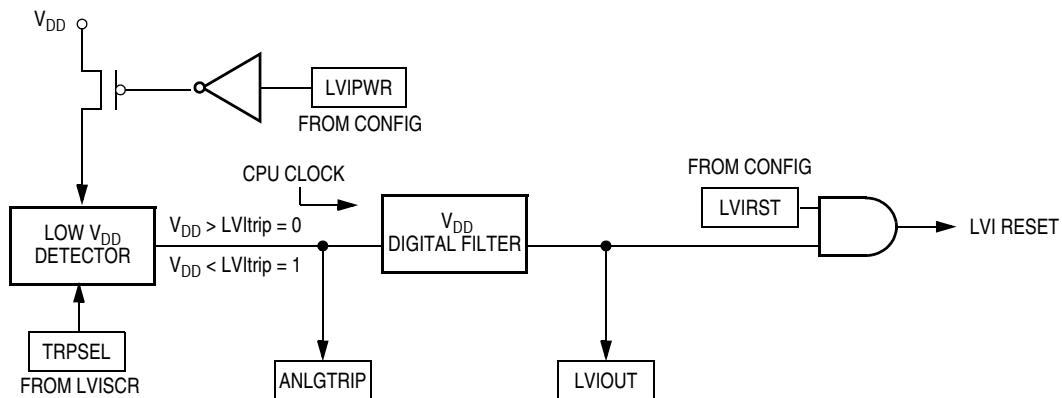 VDD
LVIPWR
FROM CONFIG
FROM CONFIG
CPU CLOCK
LVIRST
LOW VDD
DETECTOR
VDD > LVItrip = 0
VDD < LVItrip = 1
VDD
DIGITAL FILTER
LVI RESET
TRPSEL
FROM LVISCR
ANLGTRIP
LVIOUT